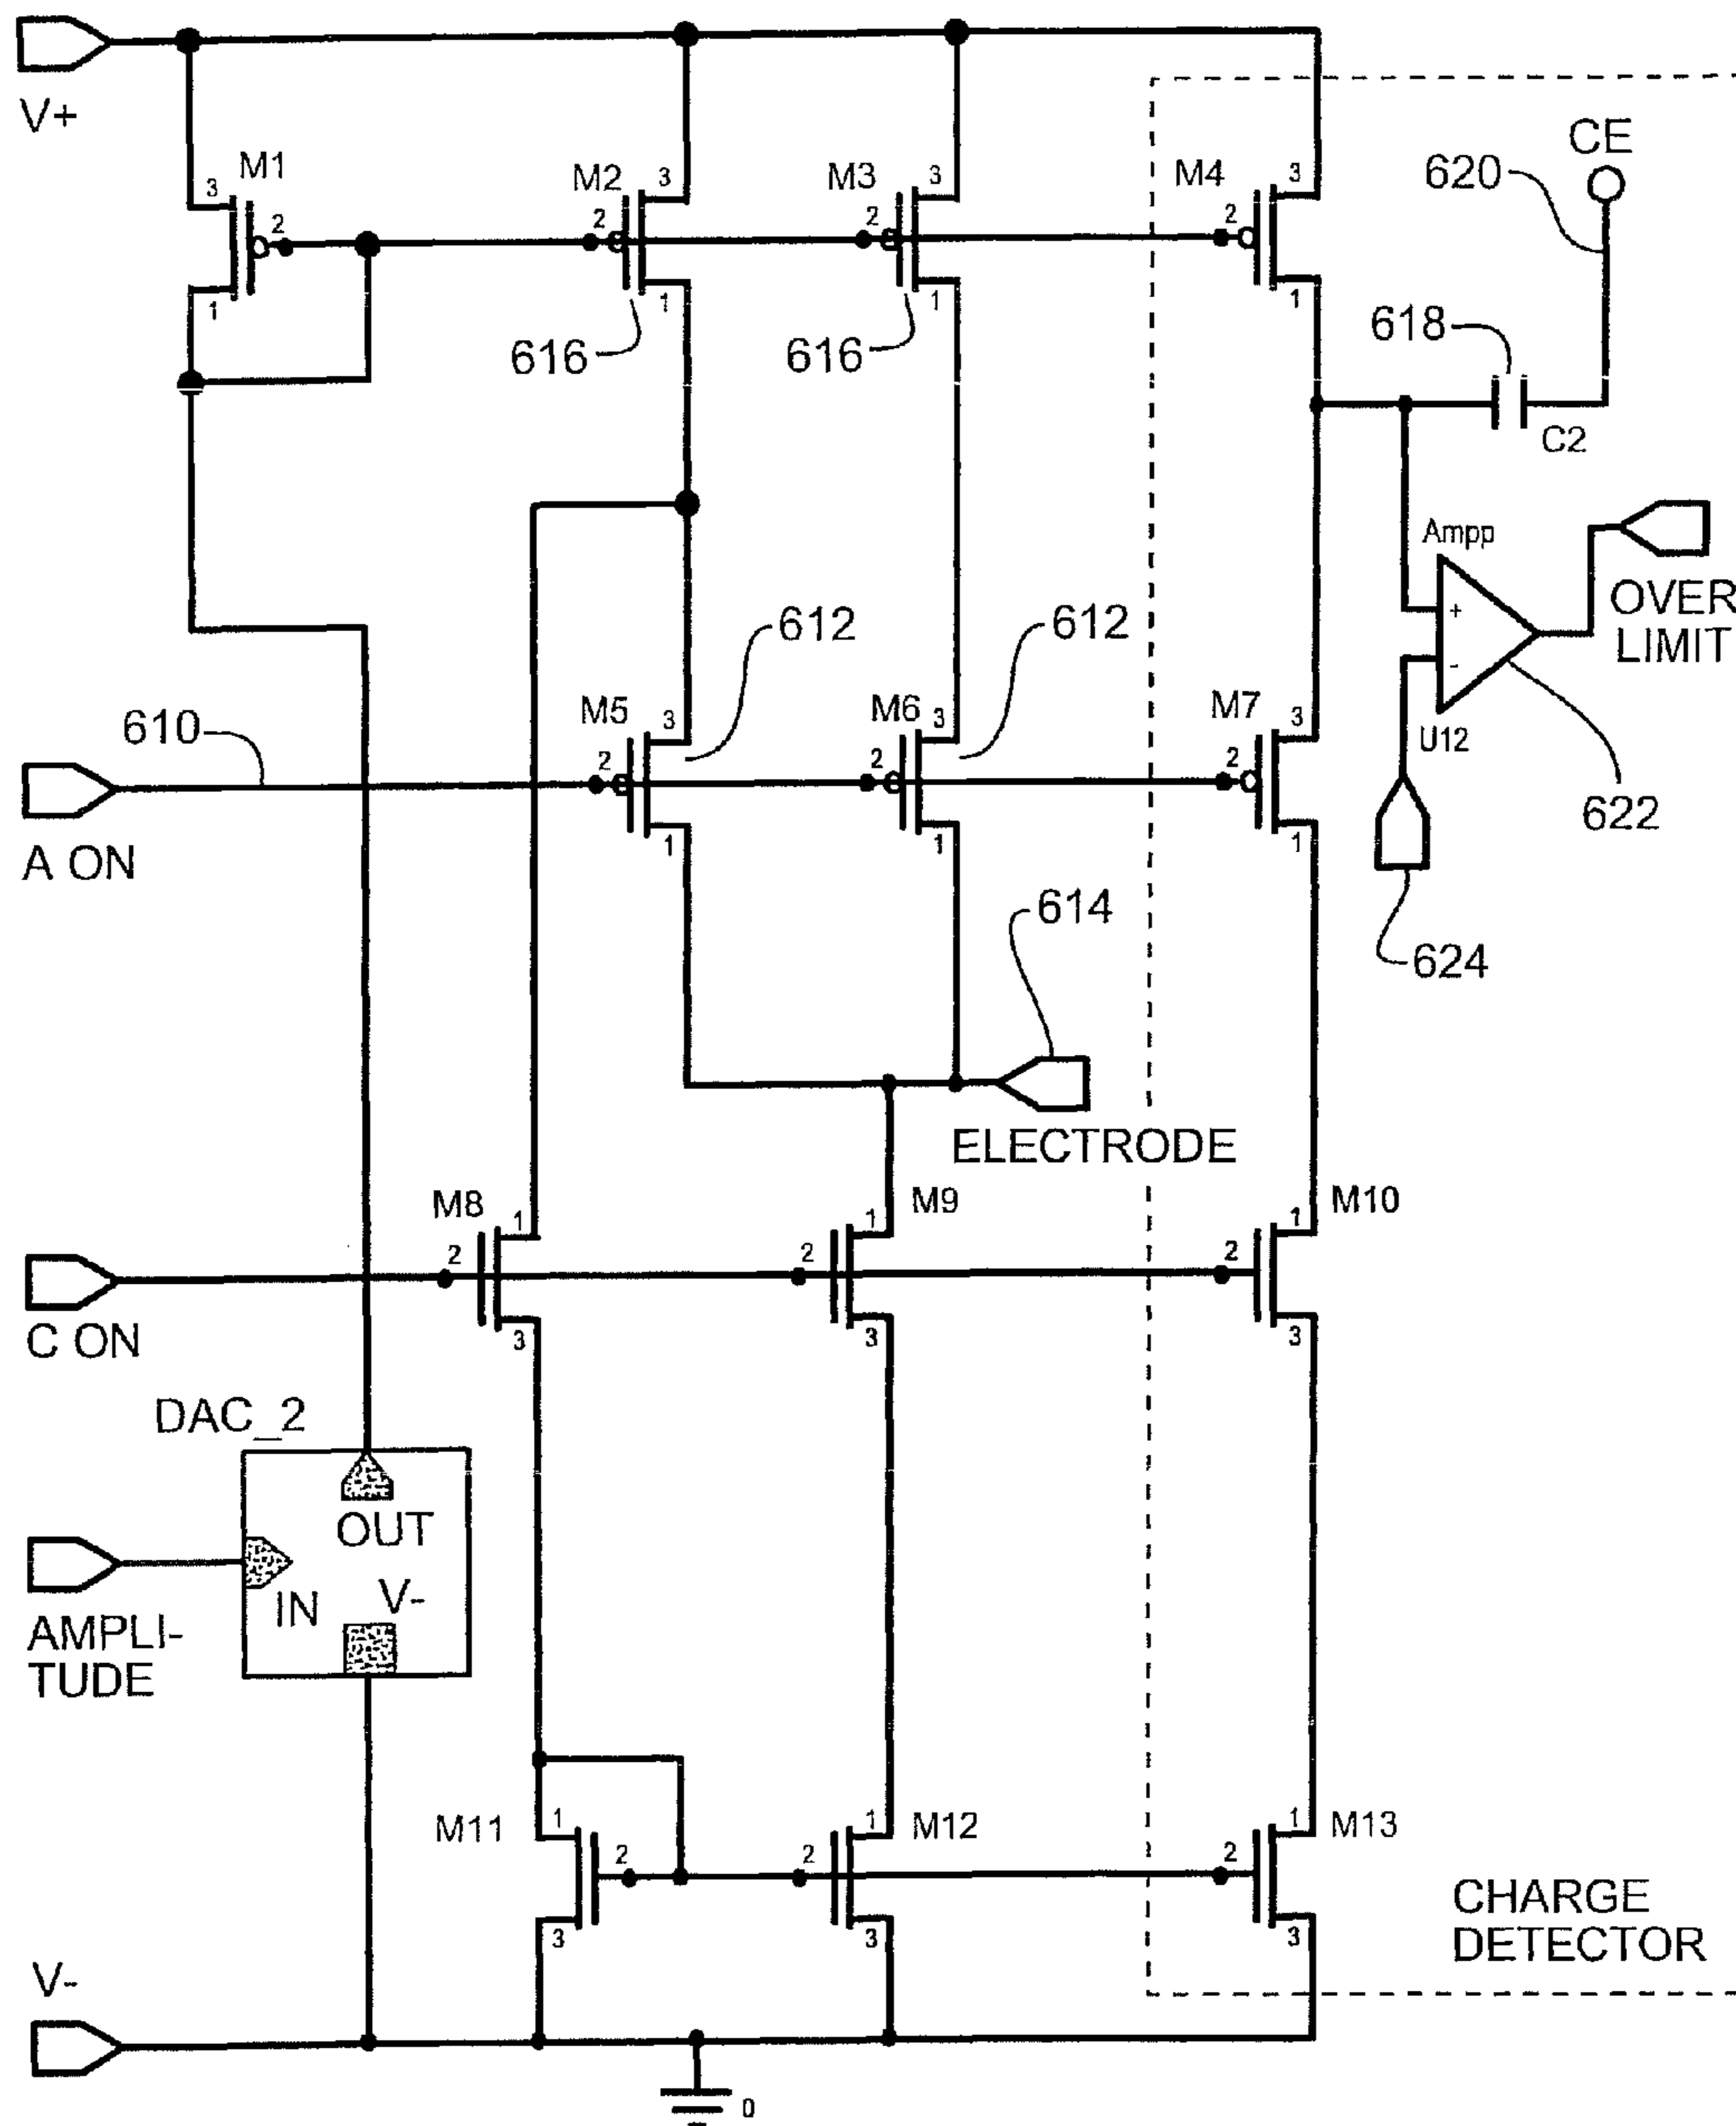 V+
M1
3
2
1
M2
3
2
1
616
M3
3
2
1
616
M4
3
2
1
CE
620
618
C2
Ampp
+
-
U12
OVER
LIMIT
622
624
612
612
610
A ON
M5
3
2
1
M6
3
2
1
M7
3
2
1
614
ELECTRODE
C ON
M8
1
2
3
M9
1
2
3
M10
1
2
3
DAC_2
OUT
IN
V-
AMPLI-
TUDE
M11
1
2
3
M12
1
2
3
M13
1
2
3
CHARGE
DETECTOR
V-
0